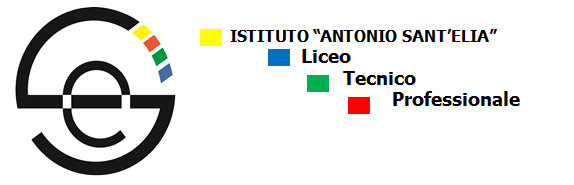 ISTITUTO “ANTONIO SANT’ELIA”
Liceo
Tecnico
Professionale